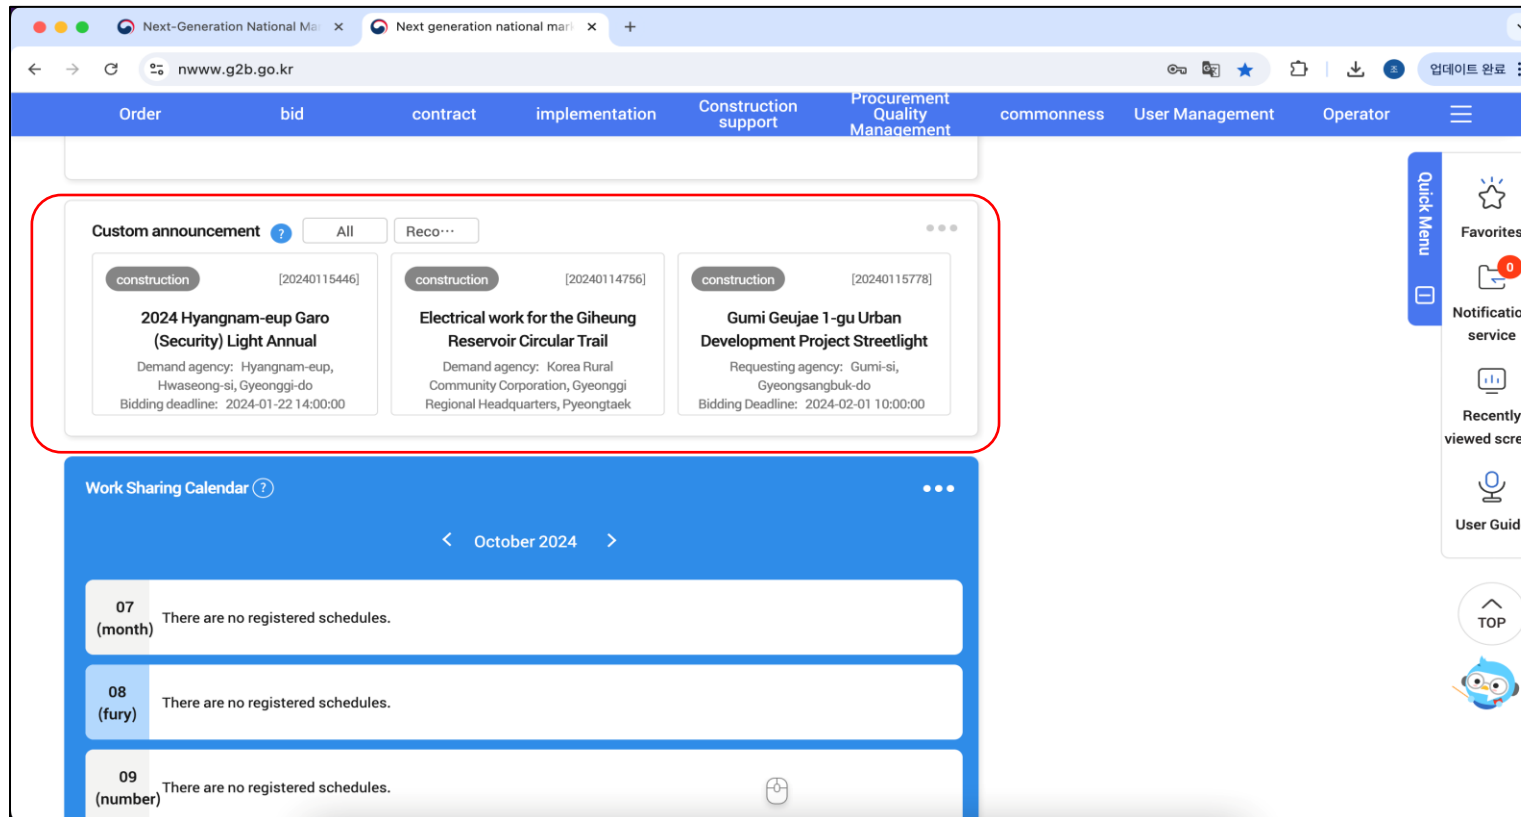 Next-Generation National Ma
Next generation national mar
nwww.g2b.go.kr
업데이트 완료
Order
bid
contract
implementation
Construction
support
Procurement
Quality
Management
commonness
User Management
Operator
Custom announcement ? All Reco…
construction [20240115446]
2024 Hyangnam-eup Garo
(Security) Light Annual
Demand agency: Hyangnam-eup,
Hwaseong-si, Gyeonggi-do
Bidding deadline: 2024-01-22 14:00:00
construction [20240114756]
Electrical work for the Giheung
Reservoir Circular Trail
Demand agency: Korea Rural
Community Corporation, Gyeonggi
Regional Headquarters, Pyeongtaek
construction [20240115778]
Gumi Geujae 1-gu Urban
Development Project Streetlight
Requesting agency: Gumi-si,
Gyeongsangbuk-do
Bidding Deadline: 2024-02-01 10:00:00
Work Sharing Calendar ?
October 2024
07
(month)
There are no registered schedules.
08
(fury)
There are no registered schedules.
09
(number)
There are no registered schedules.
Quick Menu
Favorites
0
Notificatio
service
Recently
viewed scre
User Guid
TOP